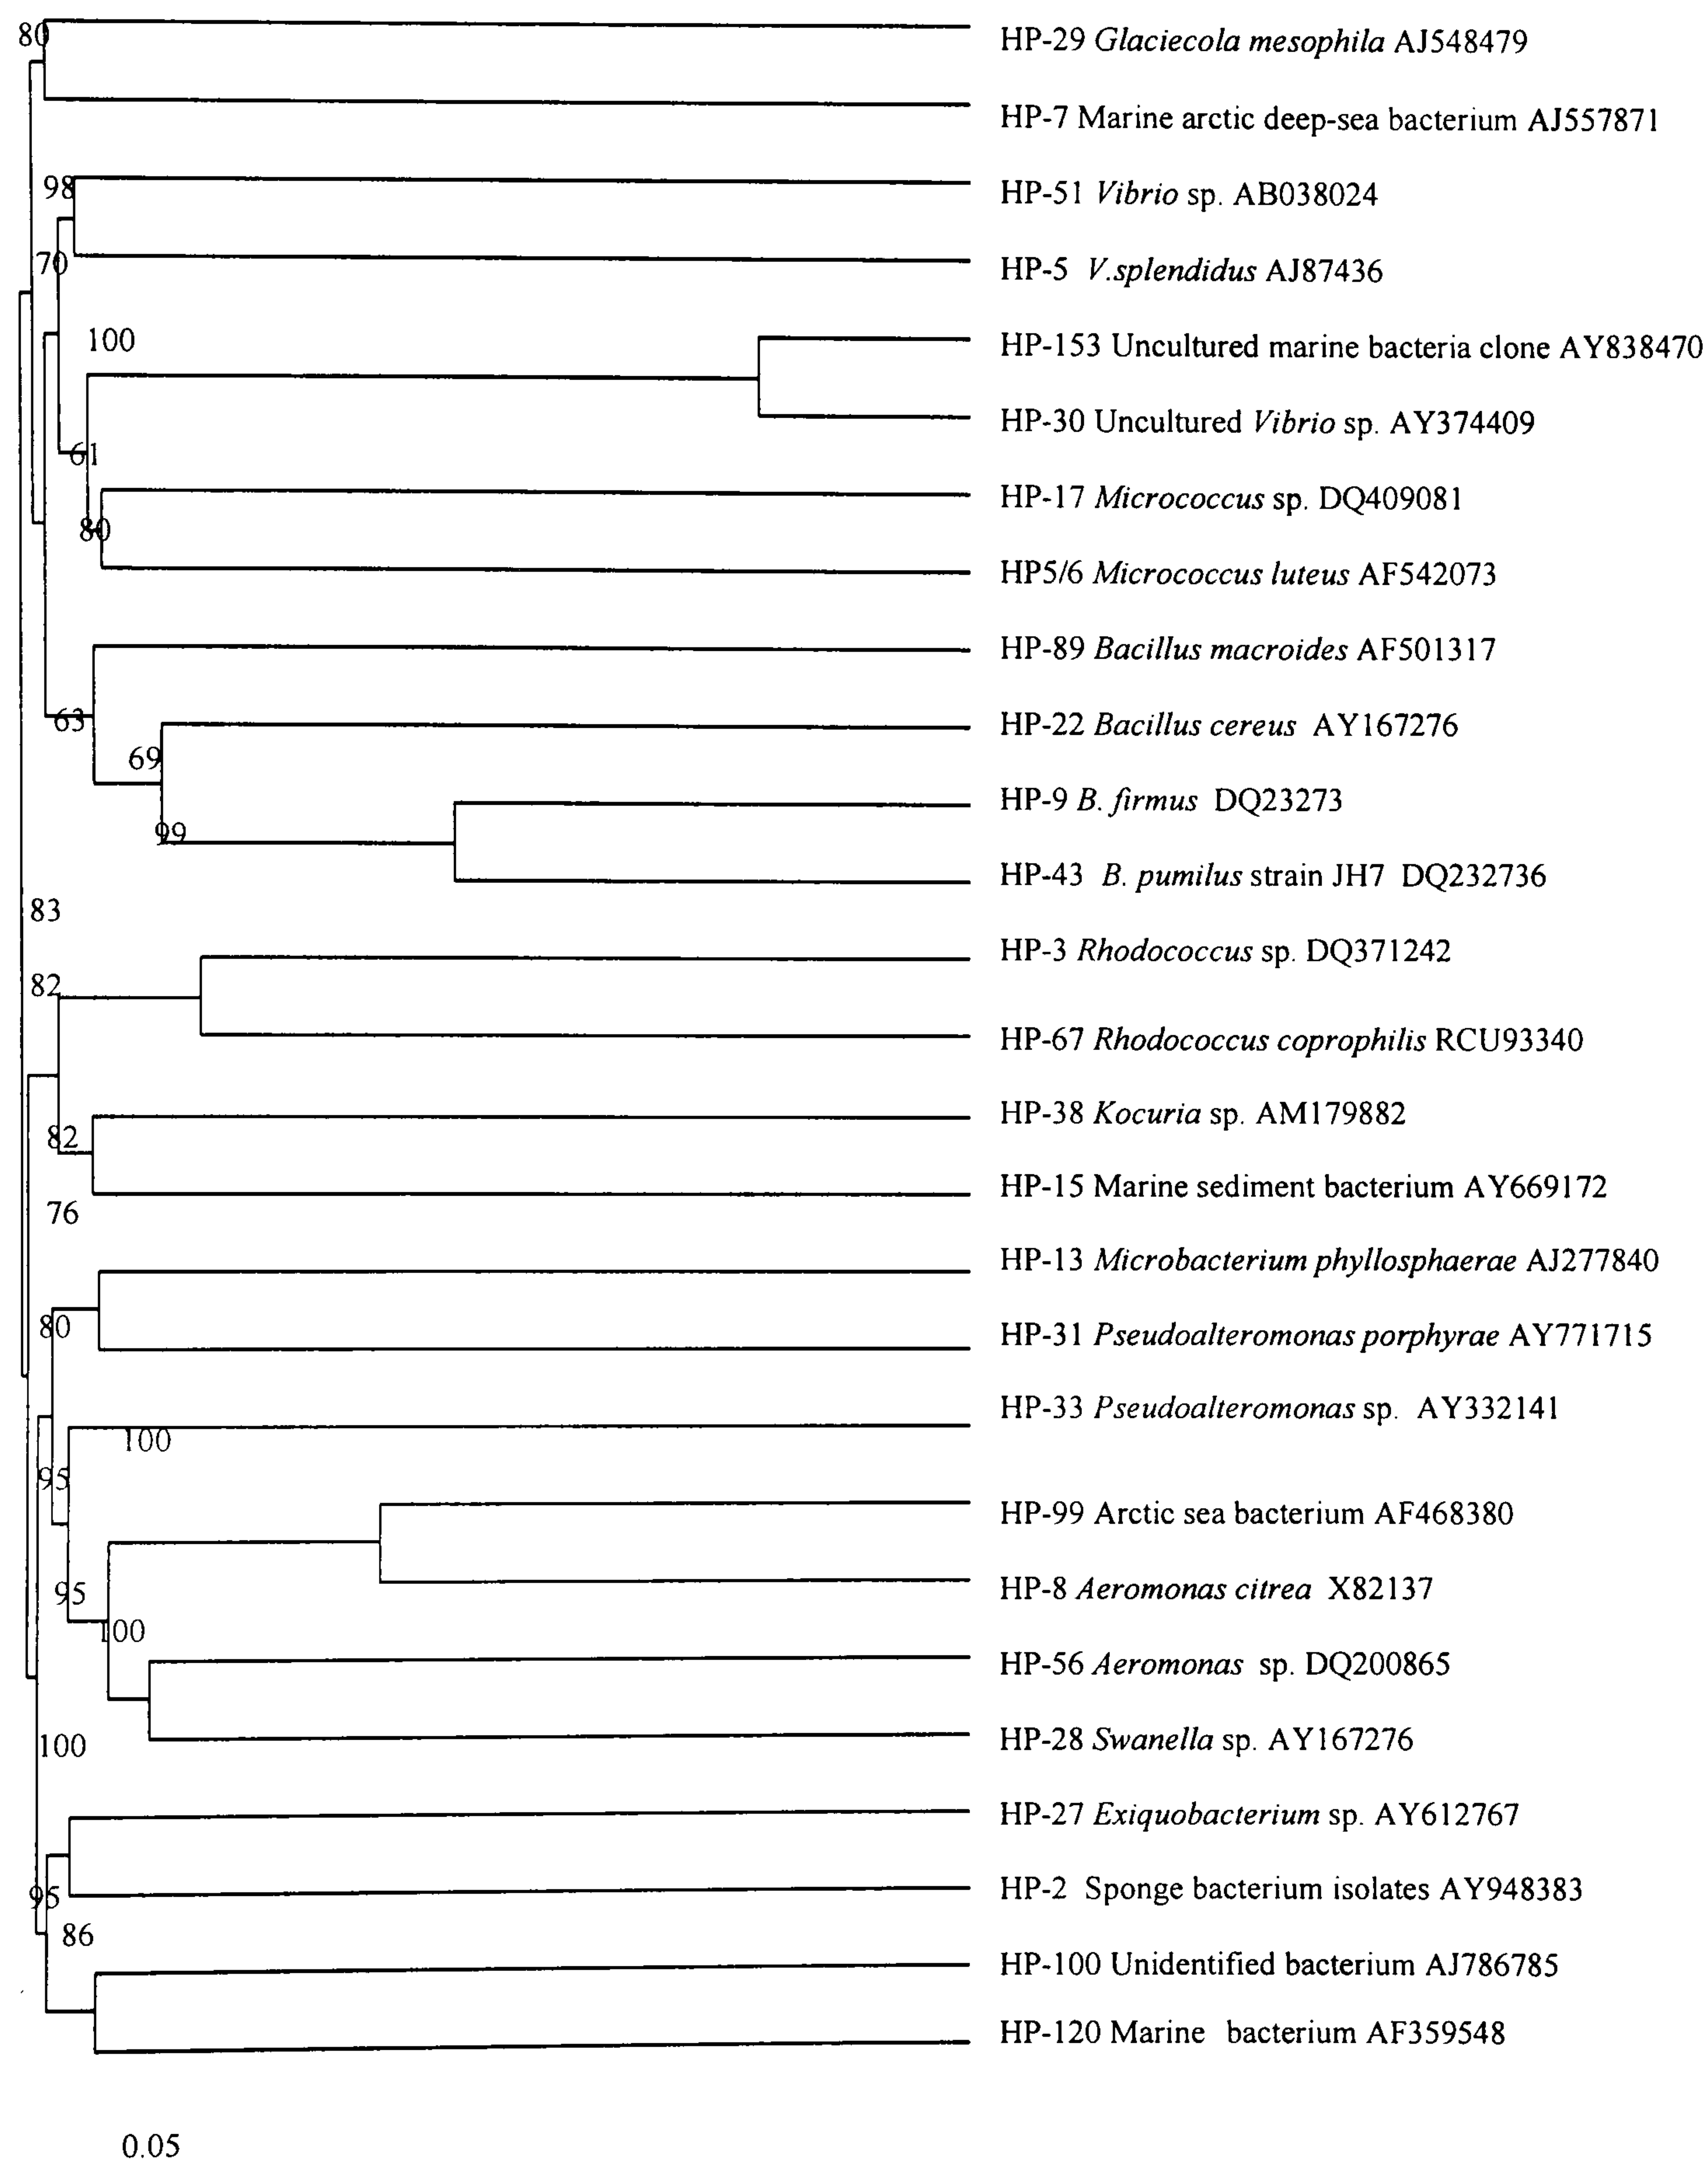 80
HP-29 Glaciecola mesophila AJ548479
HP-7 Marine arctic deep-sea bacterium AJ557871
98
HP-51 Vibrio sp. AB038024
70
HP-5 V.splendidus AJ87436
100
HP-153 Uncultured marine bacteria clone AY838470
HP-30 Uncultured Vibrio sp. AY374409
61
HP-17 Micrococcus sp. DQ409081
80
HP5/6 Micrococcus luteus AF542073
HP-89 Bacillus macroides AF501317
63
HP-22 Bacillus cereus AY167276
69
HP-9 B. firmus DQ23273
99
HP-43 B. pumilus strain JH7 DQ232736
83
HP-3 Rhodococcus sp. DQ371242
82
HP-67 Rhodococcus coprophilis RCU93340
HP-38 Kocuria sp. AM179882
82
HP-15 Marine sediment bacterium AY669172
76
HP-13 Microbacterium phyllosphaerae AJ277840
80
HP-31 Pseudoalteromonas porphyrae AY771715
HP-33 Pseudoalteromonas sp. AY332141
100
95
HP-99 Arctic sea bacterium AF468380
HP-8 Aeromonas citrea X82137
95
100
HP-56 Aeromonas sp. DQ200865
HP-28 Swanella sp. AY167276
100
HP-27 Exiquobacterium sp. AY612767
HP-2 Sponge bacterium isolates AY948383
95
86
HP-100 Unidentified bacterium AJ786785
HP-120 Marine bacterium AF359548
0.05